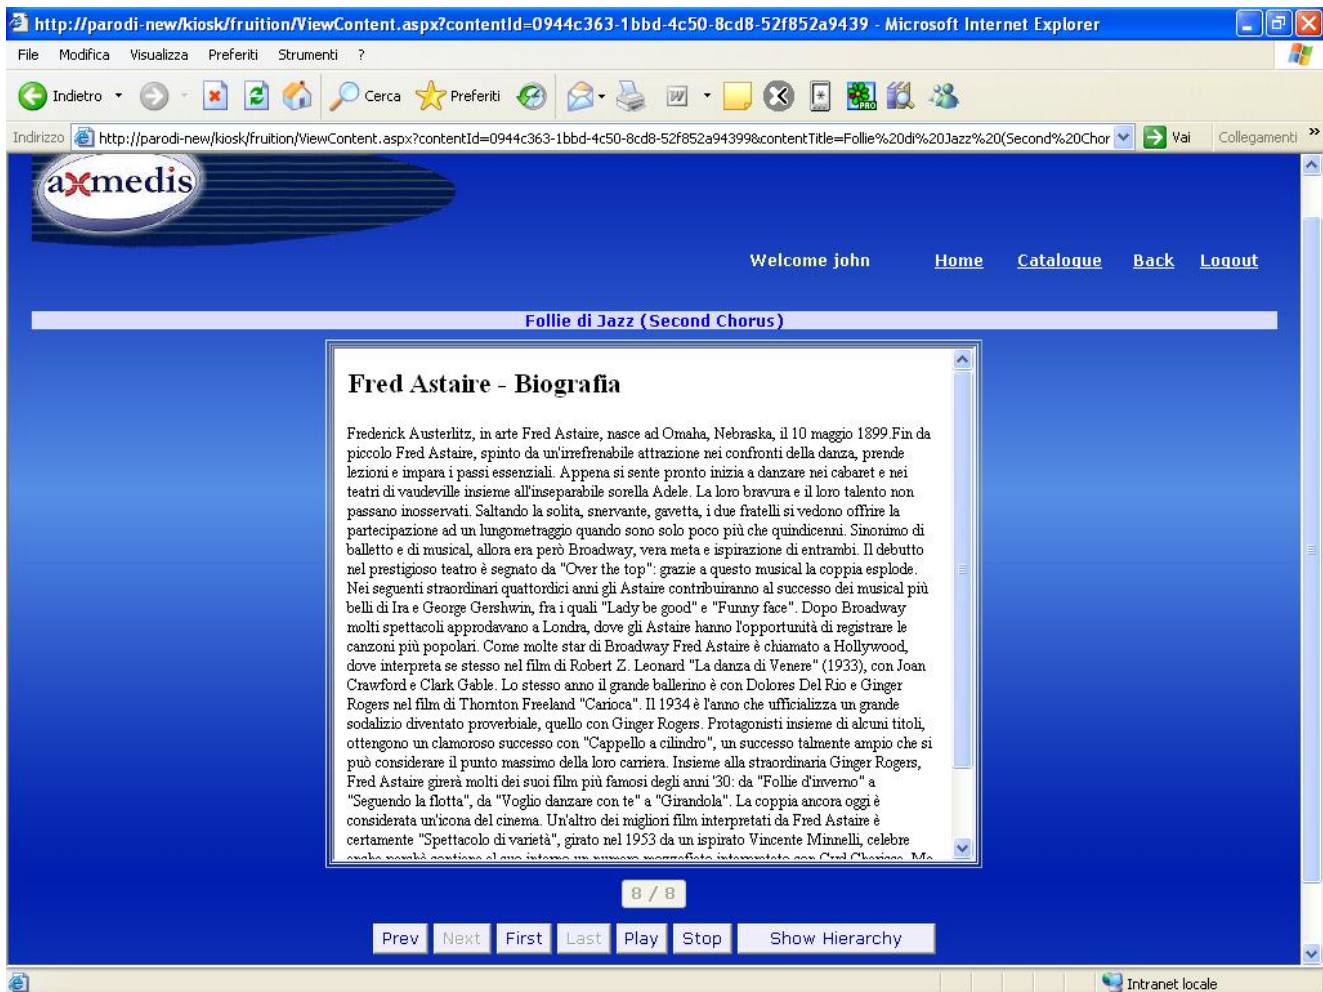 http://parodi-new/kiosk/fruition/ViewContent.aspx?contentId=0944c363-1bbd-4c50-8cd8-52f852a9439 - Microsoft Internet Explorer
File Modifica Visualizza Preferiti Strumenti ?
Indietro Cerca Preferiti
Indirizzo http://parodi-new/kiosk/fruition/ViewContent.aspx?contentId=0944c363-1bbd-4c50-8cd8-52f852a94399&contentTitle=Follie%20di%20Jazz%20(Second%20Chor Vai Collegamenti »
axmedis
Welcome john Home Catalogue Back Logout
Follie di Jazz (Second Chorus)
Fred Astaire - Biografia
Frederick Austerlitz, in arte Fred Astaire, nasce ad Omaha, Nebraska, il 10 maggio 1899.Fin da
piccolo Fred Astaire, spinto da un'irrefrenabile attrazione nei confronti della danza, prende
lezioni e impara i passi essenziali. Appena si sente pronto inizia a danzare nei cabaret e nei
teatri di vaudeville insieme all'inseparabile sorella Adele. La loro bravura e il loro talento non
passano inosservati. Saltando la solita, snervante, gavetta, i due fratelli si vedono offrire la
partecipazione ad un lungometraggio quando sono solo poco più che quindicenni. Sinonimo di
balletto e di musical, allora era però Broadway, vera meta e ispirazione di entrambi. Il debutto
nel prestigioso teatro è segnato da "Over the top": grazie a questo musical la coppia esplode.
Nei seguenti straordinari quattordici anni gli Astaire contribuiranno al successo dei musical più
belli di Ira e George Gershwin, fra i quali "Lady be good" e "Funny face". Dopo Broadway
molti spettacoli approdavano a Londra, dove gli Astaire hanno l'opportunità di registrare le
canzoni più popolari. Come molte star di Broadway Fred Astaire è chiamato a Hollywood,
dove interpreta se stesso nel film di Robert Z. Leonard "La danza di Venere" (1933), con Joan
Crawford e Clark Gable. Lo stesso anno il grande ballerino è con Dolores Del Rio e Ginger
Rogers nel film di Thornton Freeland "Carioca". Il 1934 è l'anno che ufficializza un grande
sodalizio diventato proverbiale, quello con Ginger Rogers. Protagonisti insieme di alcuni titoli,
ottengono un clamoroso successo con "Cappello a cilindro", un successo talmente ampio che si
può considerare il punto massimo della loro carriera. Insieme alla straordinaria Ginger Rogers,
Fred Astaire girerà molti dei suoi film più famosi degli anni '30: da "Follie d'inverno" a
"Seguendo la flotta", da "Voglio danzare con te" a "Girandola". La coppia ancora oggi è
considerata un'icona del cinema. Un'altro dei migliori film interpretati da Fred Astaire è
certamente "Spettacolo di varietà", girato nel 1953 da un ispirato Vincente Minnelli, celebre
8 / 8
Prev Next First Last Play Stop Show Hierarchy
Intranet locale